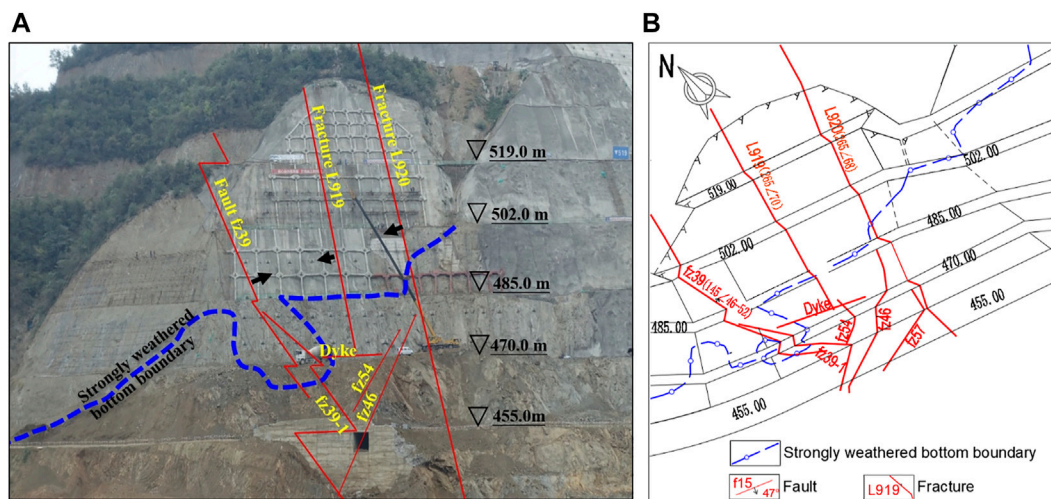 A
Fracture L920
Fracture L919
Fault fz39
519.0 m
502.0 m
485.0 m
470.0 m
455.0m
Strongly weathered
bottom boundary
Dyke
fz54
fz46
fz39-1
B
N
L920(265∠68)
L919(265∠70)
519.00
502.00
502.00
485.00
470.00
455.00
fz39(145∠46-52)
485.00
Dyke
fz54
fz46
fz57
fz39-1
455.00
Strongly weathered bottom boundary
f15
47°
Fault
L919
Fracture